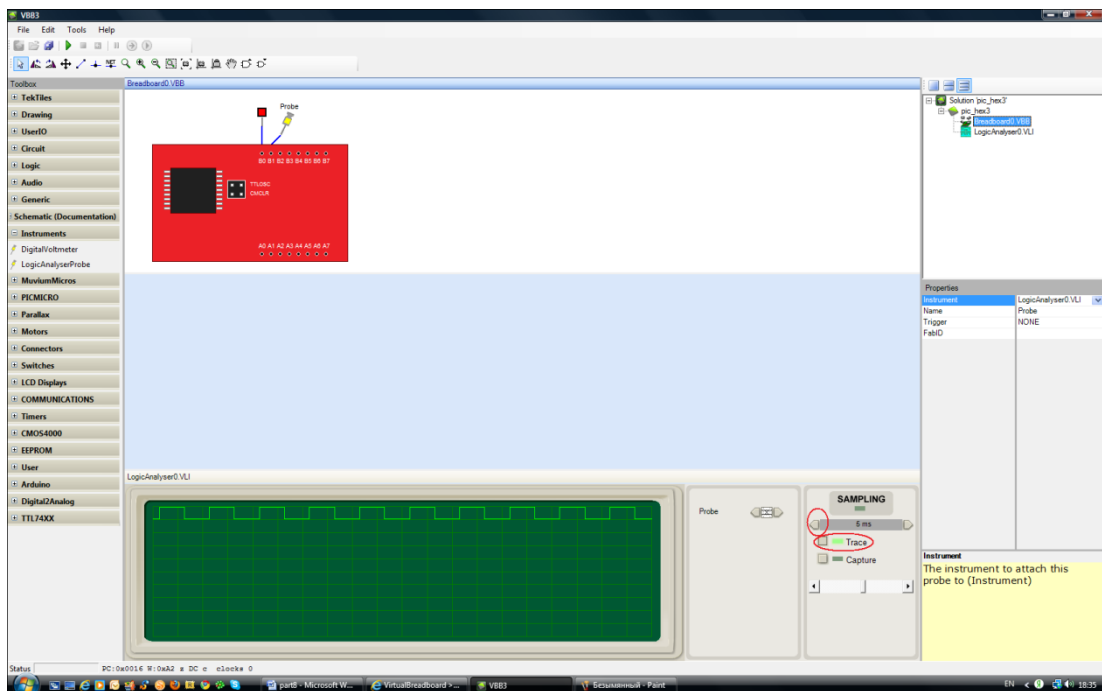 VBB3
File Edit Tools Help
Toolbox
TekTiles
Drawing
UserIO
Circuit
Logic
Audio
Generic
Schematic (Documentation)
Instruments
DigitalVoltmeter
LogicAnalyserProbe
MuviumMicros
PICMICRO
Parallax
Motors
Connectors
Switches
LCD Displays
COMMUNICATIONS
Timers
CMOS4000
EEPROM
User
Arduino
Digital2Analog
TTL74XX
Breadboard0.VBB
Probe
B0 B1 B2 B3 B4 B5 B6 B7
TTLOSC
CMCLR
A0 A1 A2 A3 A4 A5 A6 A7
LogicAnalyser0.VLI
Probe
SAMPLING
5 ms
Trace
Capture
Solution 'pic_hex3'
pic_hex3
Breadboard0.VBB
LogicAnalyser0.VLI
Properties
Instrument LogicAnalyser0.VLI
Name Probe
Trigger NONE
FabID
Instrument
The instrument to attach this
probe to (Instrument)
Status PC:0x0016 W:0xA2 z DC c clocks 0
part8 - Microsoft W... VirtualBreadboard >... VBB3 Безымянный - Paint EN 18:35